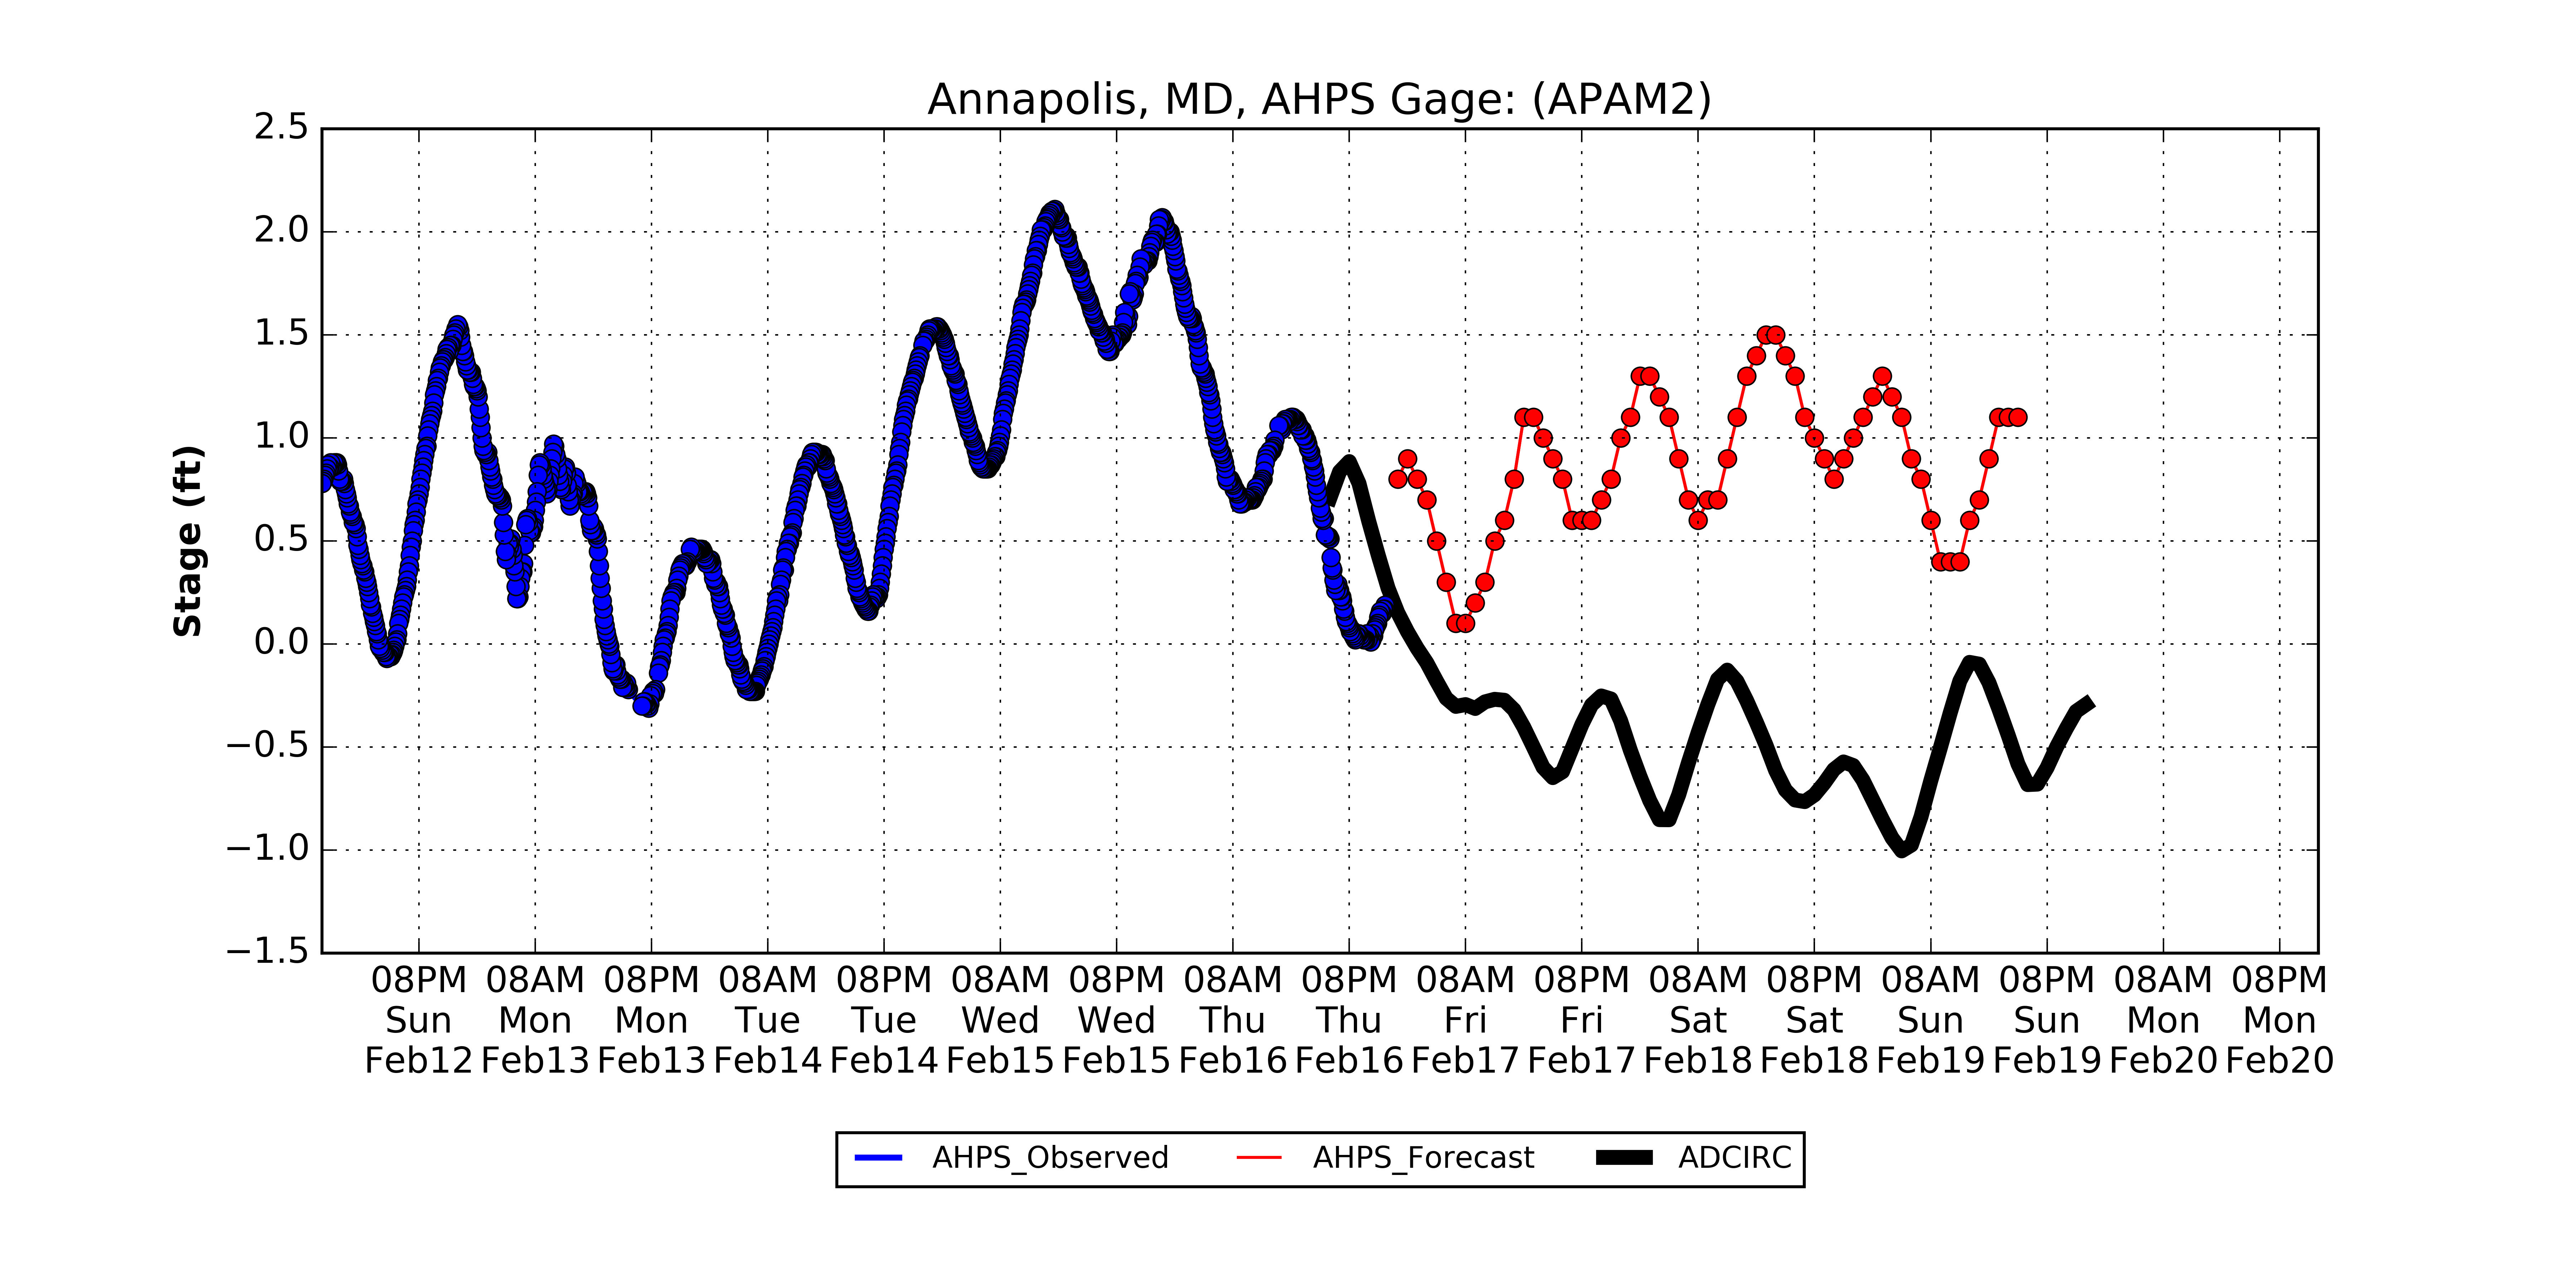 Annapolis, MD, AHPS Gage: (APAM2)
2.5
2.0
1.5
1.0
0.5
0.0
−0.5
−1.0
−1.5
Stage (ft)
08PM 08AM 08PM 08AM 08PM 08AM 08PM 08AM 08PM 08AM 08PM 08AM 08PM 08AM 08PM 08AM 08PM
Sun Mon Mon Tue Tue Wed Wed Thu Thu Fri Fri Sat Sat Sun Sun Mon Mon
Feb12 Feb13 Feb13 Feb14 Feb14 Feb15 Feb15 Feb16 Feb16 Feb17 Feb17 Feb18 Feb18 Feb19 Feb19 Feb20 Feb20
AHPS_Observed AHPS_Forecast ADCIRC